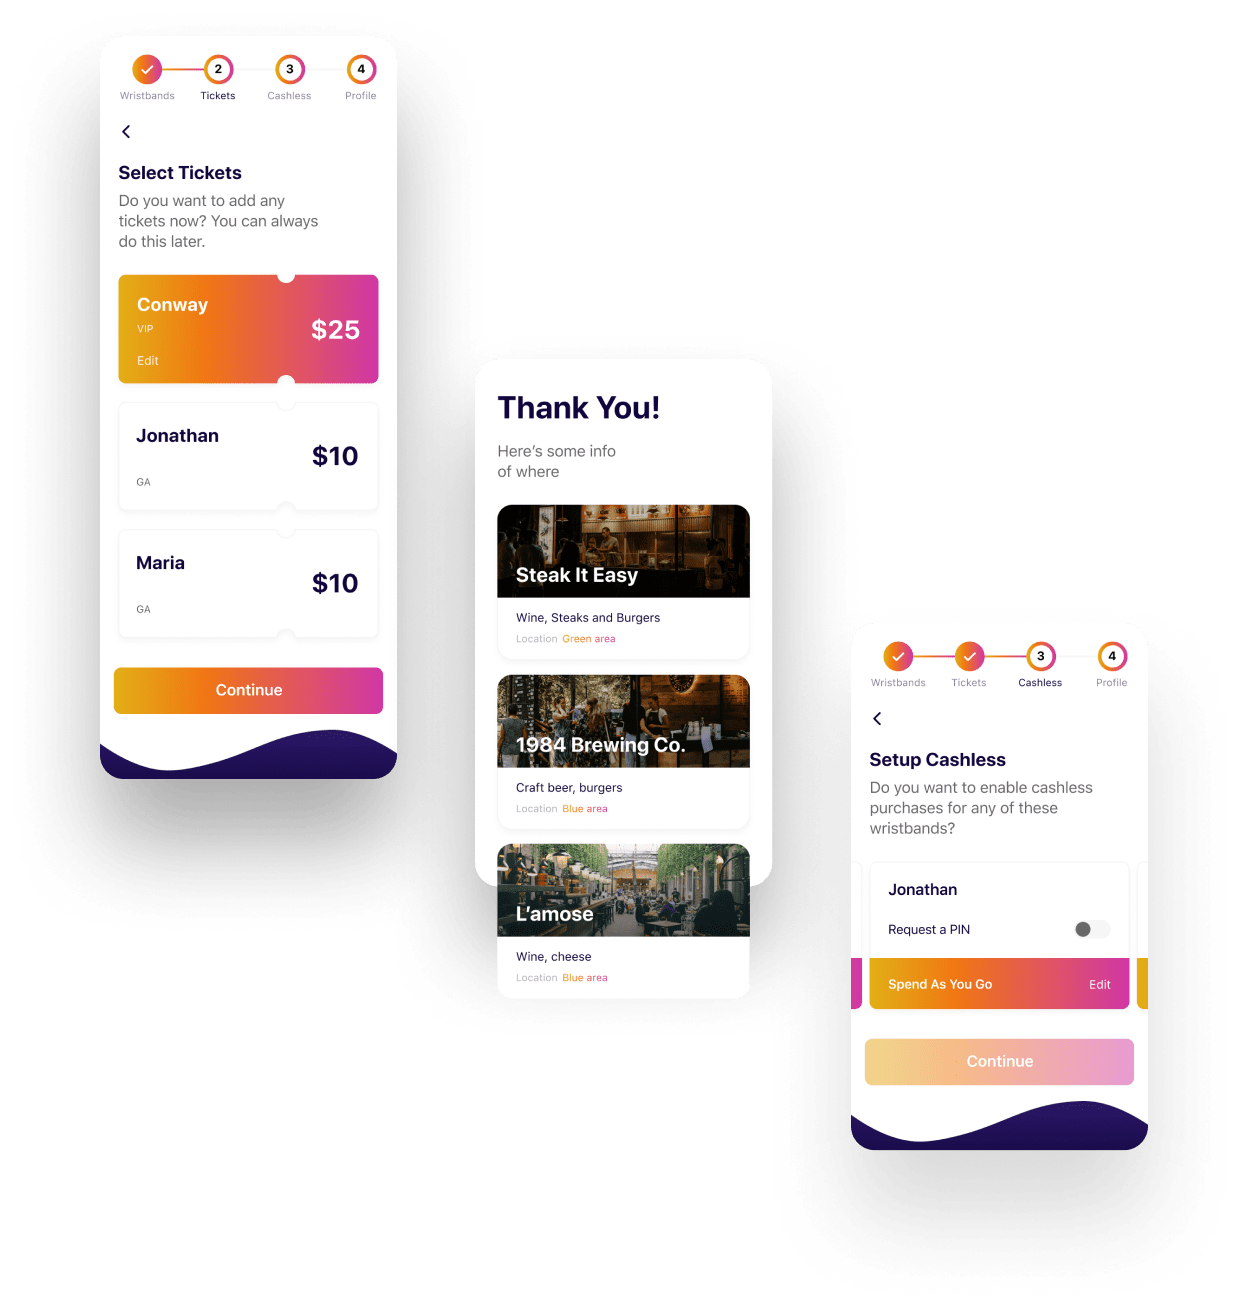 2 3 4
Wristbands Tickets Cashless Profile
Select Tickets
Do you want to add any
tickets now? You can always
do this later.
Conway
VIP
$25
Edit
Jonathan
$10
GA
Maria
$10
GA
Continue
Thank You!
Here's some info
of where
Steak It Easy
Wine, Steaks and Burgers
Location Green area
1984 Brewing Co.
Craft beer, burgers
Location Blue area
L'amose
Wine, cheese
Location Blue area
3 4
Wristbands Tickets Cashless Profile
Setup Cashless
Do you want to enable cashless
purchases for any of these
wristbands?
Jonathan
Request a PIN
Spend As You Go Edit
Continue